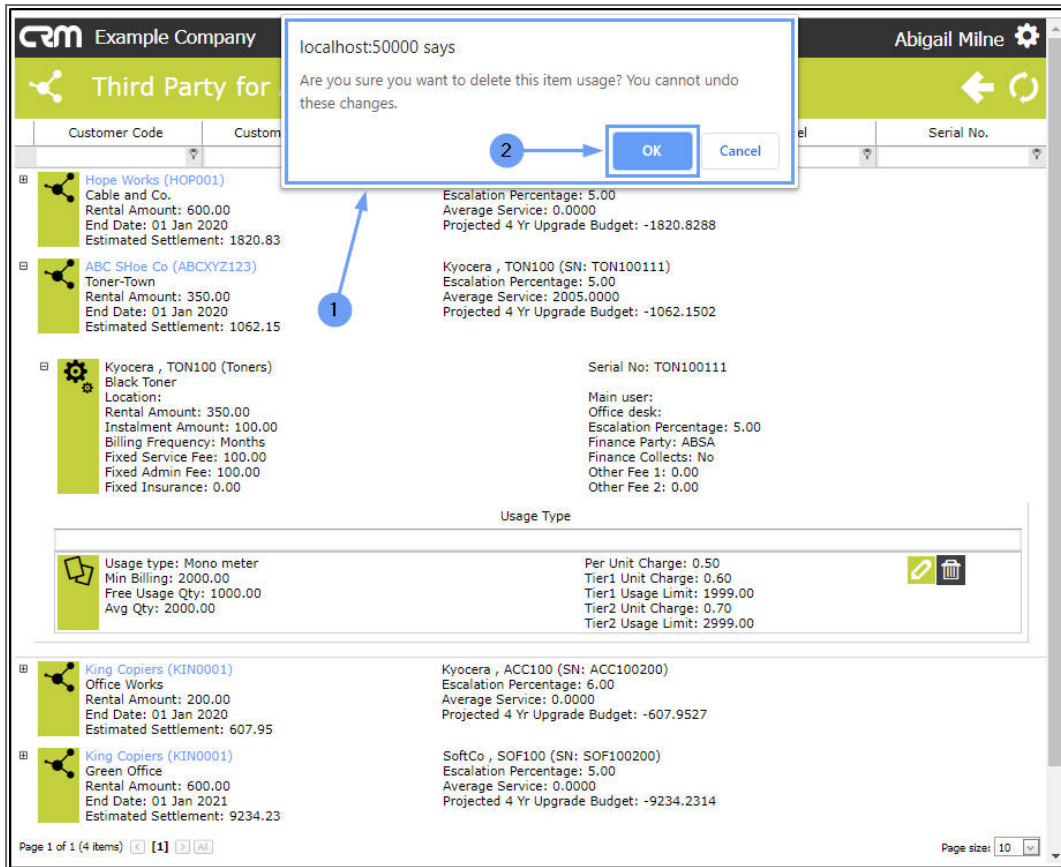 CRM Example Company
Abigail Milne
localhost:50000 says
Are you sure you want to delete this item usage? You cannot undo
these changes.
2
OK
Cancel
Third Party for
Customer Code
Serial No.
Hope Works (HOP001)
Cable and Co.
Rental Amount: 600.00
End Date: 01 Jan
2020
Estimated Settlement: 1820.83
Escalation Percentage: 5.00
Average Service: 0.0000
Projected 4 Yr Upgrade Budget: -1820.8288
1
ABC SHoe Co (ABCXYZ123)
Toner-Town
Rental Amount: 350.00
End Date: 01 Jan
2020
Estimated Settlement: 1062.15
Kyocera , TON100 (SN: TON100111)
Escalation Percentage: 5.00
Average Service: 2005.0000
Projected 4 Yr Upgrade Budget: -1062.1502
Kyocera , TON100 (Toners)
Black Toner
Location:
Rental Amount: 350.00
Instalment Amount: 100.00
Billing Frequency: Months
Fixed Service Fee: 100.00
Fixed Admin Fee: 100.00
Fixed Insurance: 0.00
Serial No: TON100111
Main user:
Office desk:
Escalation Percentage: 5.00
Finance Party: ABSA
Finance Collects: No
Other Fee 1: 0.00
Other Fee 2: 0.00
Usage Type
Usage type: Mono meter
Min Billing: 2000.00
Free Usage Qty: 1000.00
Avg Qty: 2000.00
Per Unit Charge: 0.50
Tier1 Unit Charge: 0.60
Tier1 Usage Limit: 1999.00
Tier2 Unit Charge: 0.70
Tier2 Usage Limit: 2999.00
King Copiers (KIN0001)
Office Works
Rental Amount: 200.00
End Date: 01 Jan 2020
Estimated Settlement: 607.95
Kyocera , ACC100 (SN: ACC100200)
Escalation Percentage: 6.00
Average Service: 0.0000
Projected 4 Yr Upgrade Budget: -607.9527
King Copiers (KIN0001)
Green Office
Rental Amount: 600.00
End Date: 01 Jan 2021
Estimated Settlement: 9234.23
SoftCo , SOF100 (SN: SOF100200)
Escalation Percentage: 5.00
Average Service: 0.0000
Projected 4 Yr Upgrade Budget: -9234.2314
Page 1 of 1 (4 items) [1] All
Page size: 10